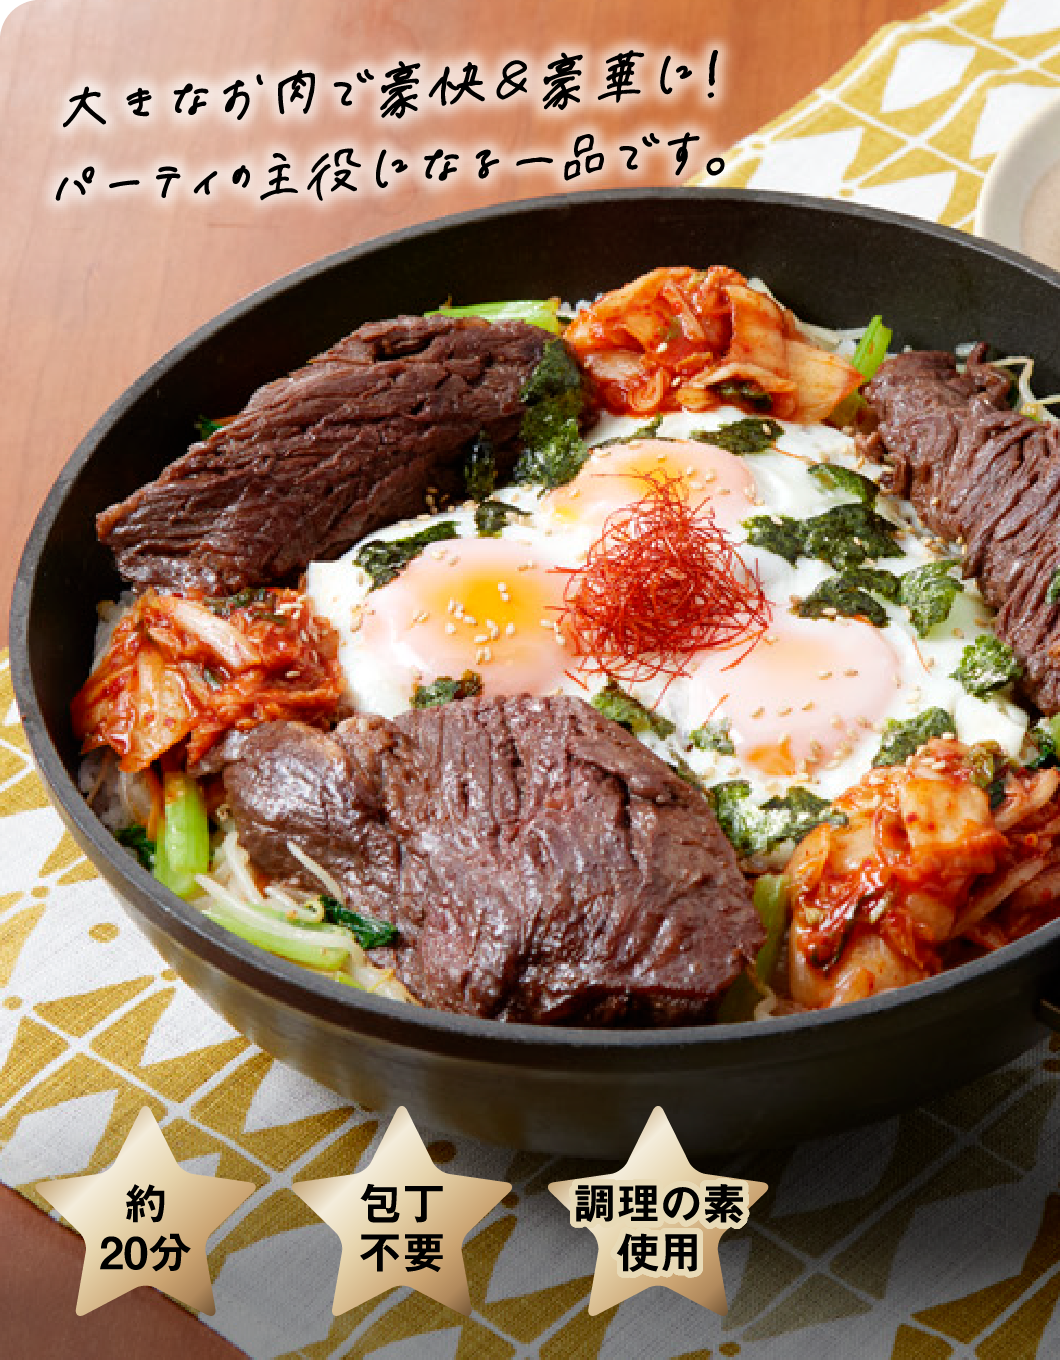 大きなお肉で豪快&豪華に!
パーティの主役になる一品です。
約
20分
包丁
不要
調理の素
使用